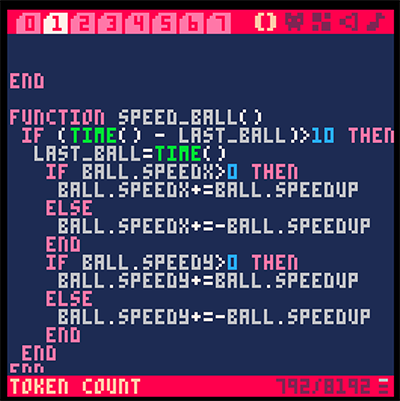 0 1 2 3 4 5 6 7 ()
END
FUNCTION SPEED_BALL()
IF (TIME() - LAST_BALL)>10 THEN
LAST_BALL=TIME()
IF BALL.SPEEDX>0 THEN
BALL.SPEEDX+=BALL.SPEEDUP
ELSE
BALL.SPEEDX+=-BALL.SPEEDUP
END
IF BALL.SPEEDY>0 THEN
BALL.SPEEDY+=BALL.SPEEDUP
ELSE
BALL.SPEEDY+=-BALL.SPEEDUP
END
END
END
TOKEN COUNT 792/8192